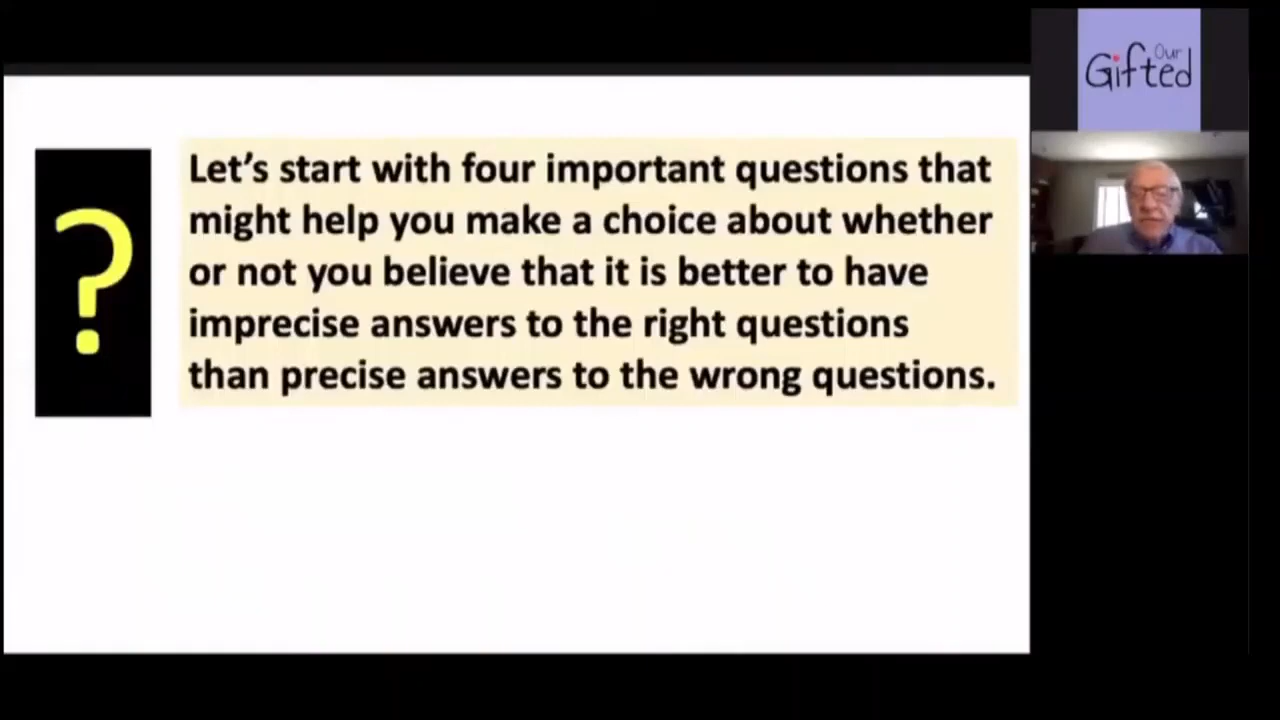 ?
Let's start with four important questions that
might help you make a choice about whether
or not you believe that it is better to have
imprecise answers to the right questions
than precise answers to the wrong questions.
Our
Gifted